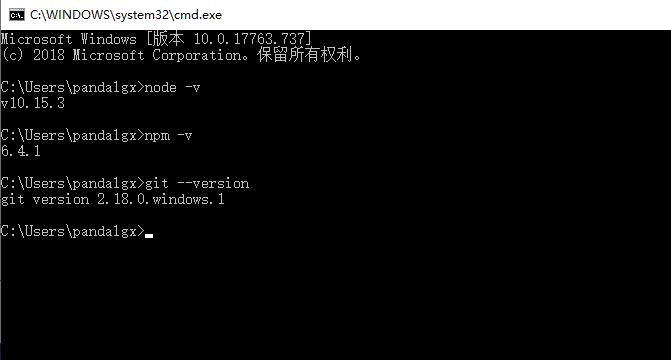 C:\WINDOWS\system32\cmd.exe
Microsoft Windows [版本 10.0.17763.737]
(c) 2018 Microsoft Corporation。保留所有权利。
C:\Users\pandalgx>node -v
v10.15.3
C:\Users\pandalgx>npm -v
6.4.1
C:\Users\pandalgx>git --version
git version 2.18.0.windows.1
C:\Users\pandalgx>